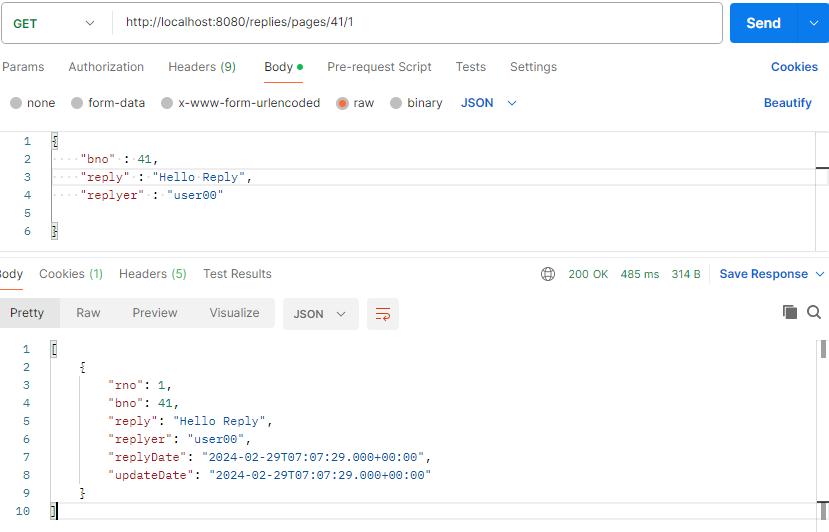 GET http://localhost:8080/replies/pages/41/1 Send
Params Authorization Headers (9) Body Pre-request Script Tests Settings Cookies
none form-data x-www-form-urlencoded raw binary JSON Beautify
1 {
2 "bno" : 41,
3 "reply" : "Hello Reply",
4 "replyer" : "user00"
5
6 }
Body Cookies (1) Headers (5) Test Results 200 OK 485 ms 314 B Save Response
Pretty Raw Preview Visualize JSON
1 [
2 {
3 "rno": 1,
4 "bno": 41,
5 "reply": "Hello Reply",
6 "replyer": "user00",
7 "replyDate": "2024-02-29T07:07:29.000+00:00",
8 "updateDate": "2024-02-29T07:07:29.000+00:00"
9 }
10 ]